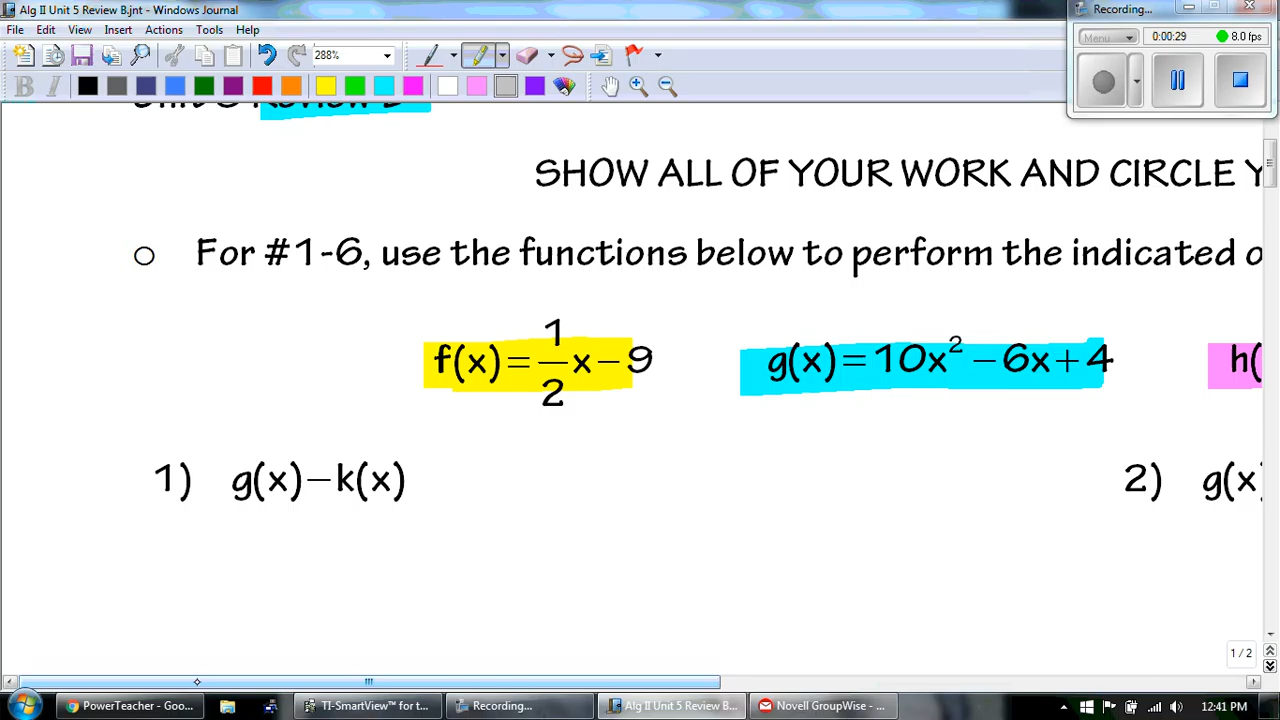 Alg II Unit 5 Review B.jnt - Windows Journal
Recording...
File Edit View Insert Actions Tools Help
Menu
0:00:29
8.0 fps
288%
B I
SHOW ALL OF YOUR WORK AND CIRCLE Y
For #1-6, use the functions below to perform the indicated o
f(x)=1/2x−9 g(x)=10x²−6x+4 h(
1) g(x)−k(x) 2) g(x)
1 / 2
PowerTeacher - Goo... TI-SmartView™ for t... Recording... Alg II Unit 5 Review B... Novell GroupWise - ... 12:41 PM